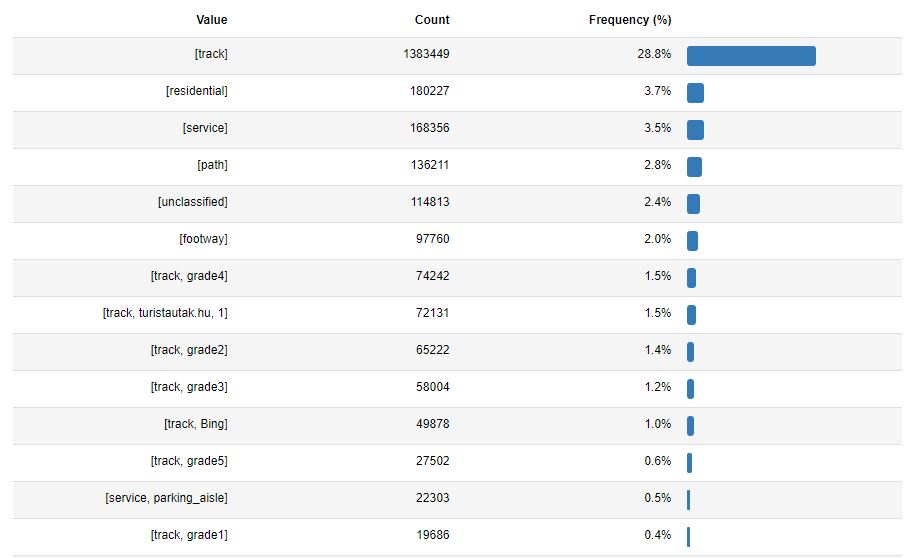 Value Count Frequency (%)
[track] 1383449 28.8%
[residential] 180227 3.7%
[service] 168356 3.5%
[path] 136211 2.8%
[unclassified] 114813 2.4%
[footway] 97760 2.0%
[track, grade4] 74242 1.5%
[track, turistautak.hu, 1] 72131 1.5%
[track, grade2] 65222 1.4%
[track, grade3] 58004 1.2%
[track, Bing] 49878 1.0%
[track, grade5] 27502 0.6%
[service, parking_aisle] 22303 0.5%
[track, grade1] 19686 0.4%